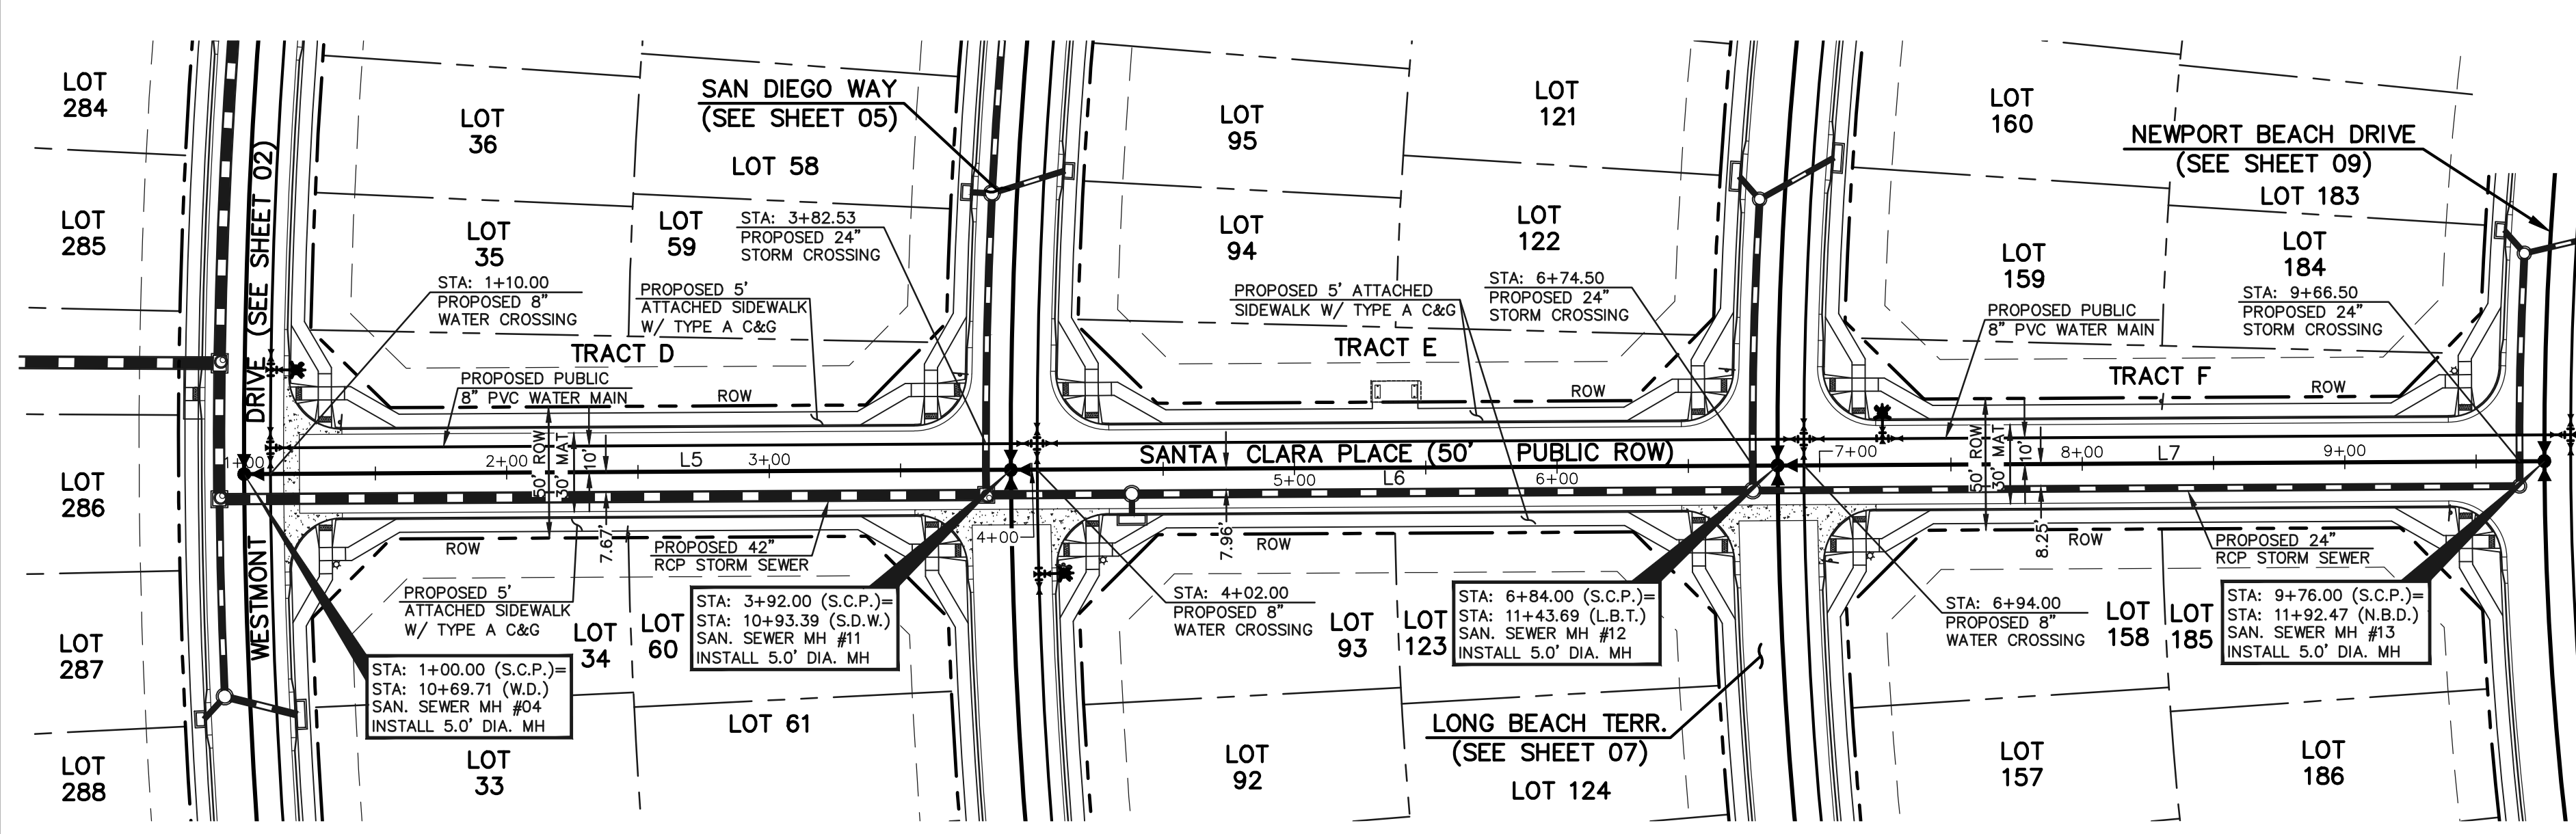 LOT
284
LOT
285
LOT
286
LOT
287
LOT
288
WESTMONT DRIVE (SEE SHEET 02)
LOT
36
LOT
35
SAN DIEGO WAY
(SEE SHEET 05)
LOT 58
LOT
59
STA: 3+82.53
PROPOSED 24"
STORM CROSSING
STA: 1+10.00
PROPOSED 8"
WATER CROSSING
PROPOSED 5'
ATTACHED SIDEWALK
W/ TYPE A C&G
TRACT D
PROPOSED PUBLIC
8" PVC WATER MAIN
ROW
LOT
95
LOT
94
LOT
121
LOT
122
PROPOSED 5' ATTACHED
SIDEWALK W/ TYPE A C&G
STA: 6+74.50
PROPOSED 24"
STORM CROSSING
TRACT E
ROW
LOT
160
LOT
159
NEWPORT BEACH DRIVE
(SEE SHEET 09)
LOT 183
LOT
184
PROPOSED PUBLIC
8" PVC WATER MAIN
STA: 9+66.50
PROPOSED 24"
STORM CROSSING
TRACT F
ROW
1+00
2+00
50' ROW
30' MAT
10'
L5
3+00
SANTA CLARA PLACE (50' PUBLIC ROW)
4+00
5+00
L6
6+00
7+00
50' ROW
30' MAT
10'
8+00
L7
9+00
7.67'
7.96'
8.25'
ROW
PROPOSED 42"
RCP STORM SEWER
PROPOSED 5'
ATTACHED SIDEWALK
W/ TYPE A C&G
LOT
34
LOT
60
STA: 1+00.00 (S.C.P.)=
STA: 10+69.71 (W.D.)
SAN. SEWER MH #04
INSTALL 5.0' DIA. MH
STA: 3+92.00 (S.C.P.)=
STA: 10+93.39 (S.D.W.)
SAN. SEWER MH #11
INSTALL 5.0' DIA. MH
LOT
33
LOT 61
ROW
STA: 4+02.00
PROPOSED 8"
WATER CROSSING
LOT
93
LOT
123
STA: 6+84.00 (S.C.P.)=
STA: 11+43.69 (L.B.T.)
SAN. SEWER MH #12
INSTALL 5.0' DIA. MH
LOT
92
LONG BEACH TERR.
(SEE SHEET 07)
LOT 124
ROW
PROPOSED 24"
RCP STORM SEWER
STA: 6+94.00
PROPOSED 8"
WATER CROSSING
LOT
158
LOT
185
STA: 9+76.00 (S.C.P.)=
STA: 11+92.47 (N.B.D.)
SAN. SEWER MH #13
INSTALL 5.0' DIA. MH
LOT
157
LOT
186